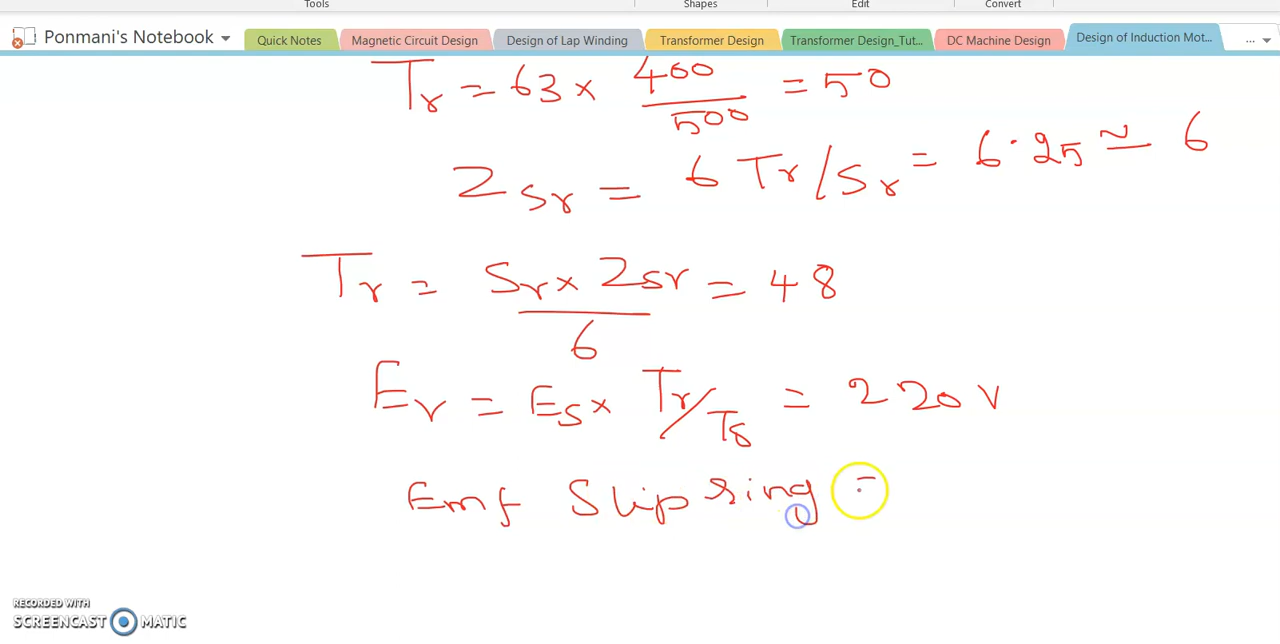 Tools Shapes Edit Convert
Ponmani's Notebook Quick Notes Magnetic Circuit Design Design of Lap Winding Transformer Design Transformer Design_Tut... DC Machine Design Design of Induction Mot... ...
Tr = 63 × 400/500 = 50
Zsr = 6 Tr/Sr = 6.25 ≃ 6
Tr = Sr × Zsr / 6 = 48
Er = Es × Tr/Ts = 220 V
Emf Slip ring =
RECORDED WITH
SCREENCAST MATIC